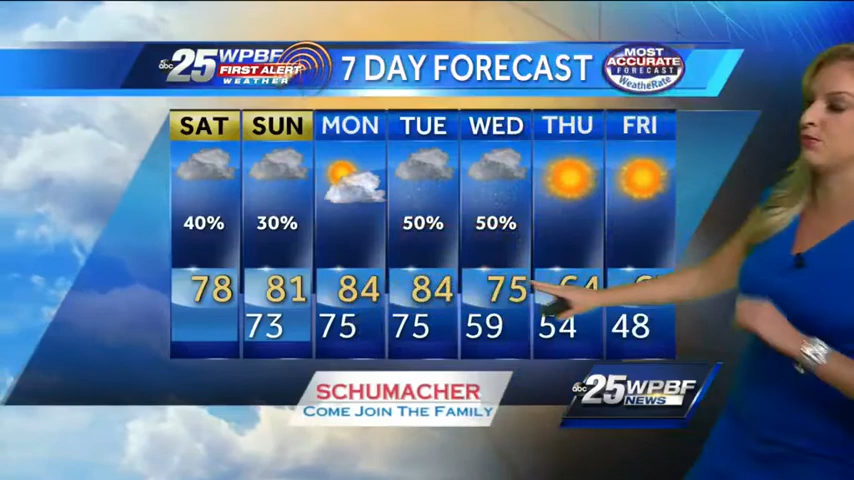 abc 25 WPBF
FIRST ALERT
WEATHER
7 DAY FORECAST
MOST
ACCURATE
FORECAST
WeatheRate
SAT SUN MON TUE WED THU FRI
40% 30% 50% 50%
78 81 84 84 75 64
73 75 75 59 54 48
SCHUMACHER
COME JOIN THE FAMILY
abc 25 WPBF
NEWS